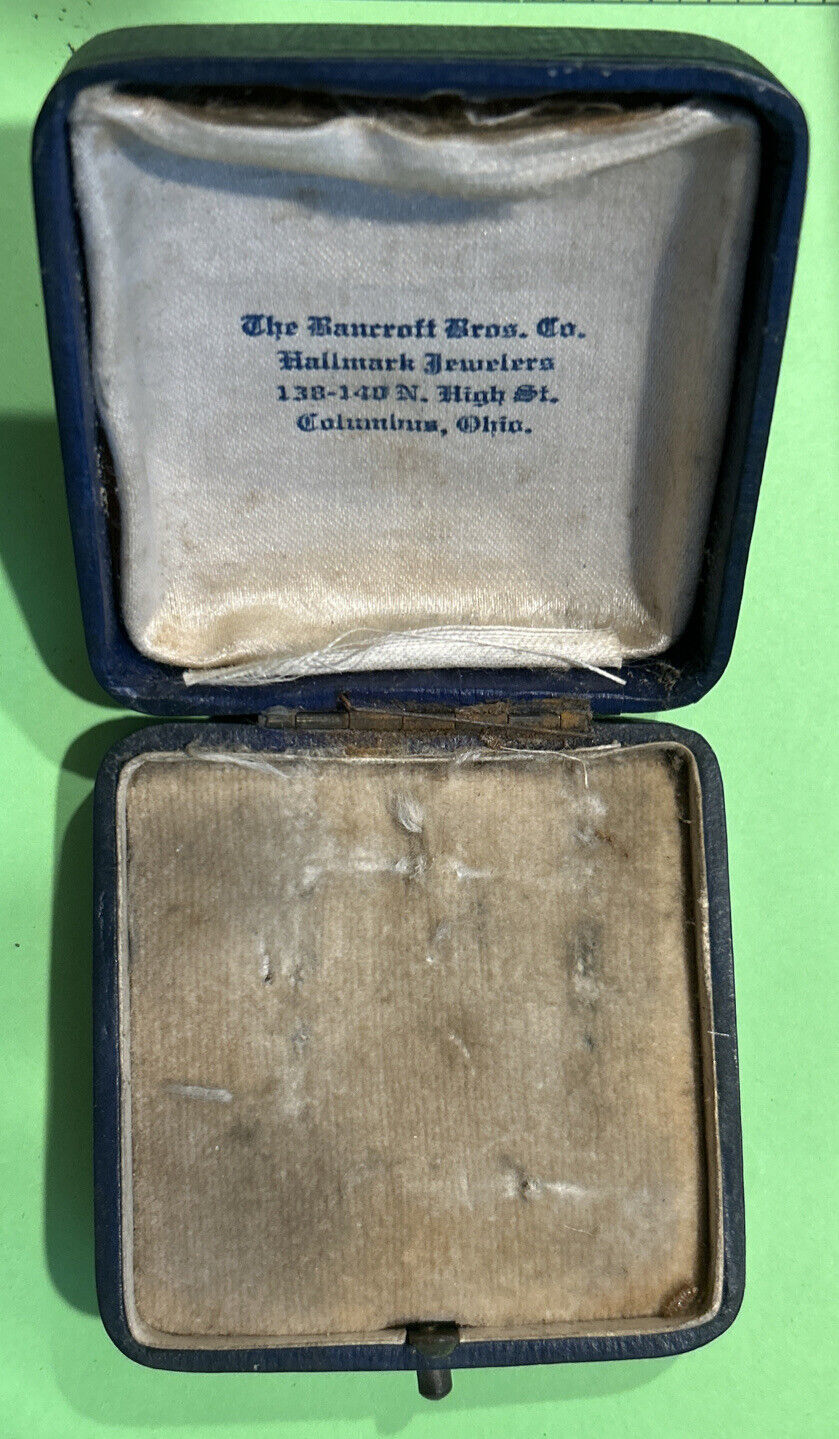 The Bancroft Bros. Co.
Hallmark Jewelers
138-140 N. High St.
Columbus, Ohio.